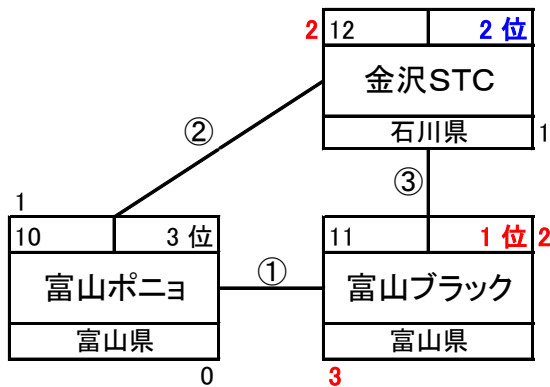 2 12 2 位
金沢STC
石川県 1
②
③
1
10 3 位
富山ポニョ
富山県
0
①
11 1 位 2
富山ブラック
富山県
3